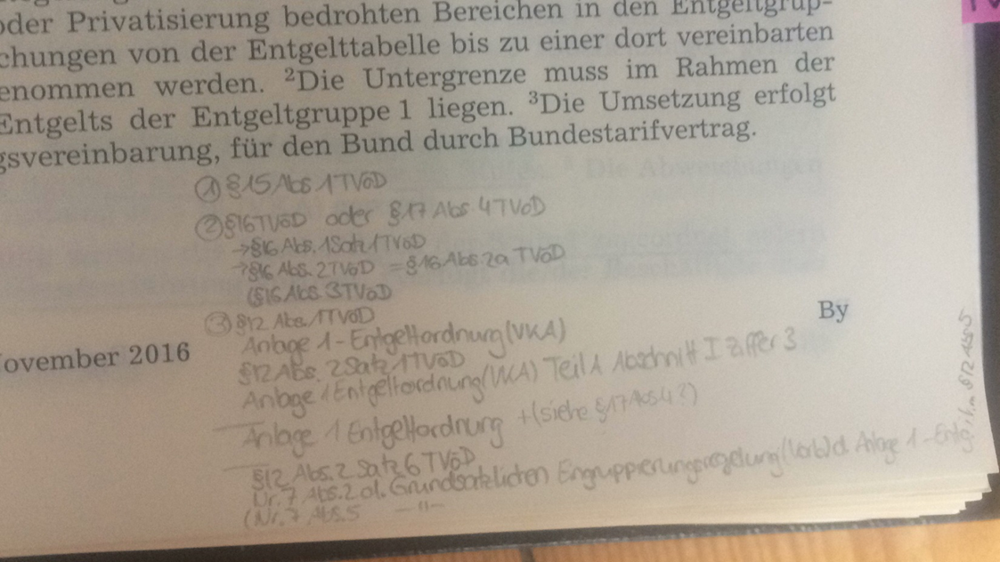 oder Privatisierung bedrohten Bereichen in den Entgeltgrup-
chungen von der Entgelttabelle bis zu einer dort vereinbarten
enommen werden. ²Die Untergrenze muss im Rahmen der
Entgelts der Entgeltgruppe 1 liegen. ³Die Umsetzung erfolgt
gsvereinbarung, für den Bund durch Bundestarifvertrag.
① §15 Abs 1 TVöD
② §16 TVöD oder §17 Abs. 4 TVöD
→ §16 Abs. 1 Satz 1 TVöD
→ §16 Abs. 2 TVöD = §16 Abs. 2a TVöD
(§16 Abs. 3 TVöD
③ §12 Abs. 1 TVöD
By
Anlage 1 - Entgeltordnung (VKA)
ovember 2016
§12 Abs. 2 Satz 1 TVöD
Anlage 1 Entgeltordnung (VKA) Teil A Abschnitt I Ziffer 3
Anlage 1 Entgeltordnung + (siehe §17 Abs 4?)
§12 Abs. 2 Satz 6 TVöD
Nr. 7 Abs. 2 d. Grundsätzlichen Eingruppierungsregelung (Vorb) d. Anlage 1 - Entg.
(Nr. 7 Abs. 5 —"—
§12 Abs